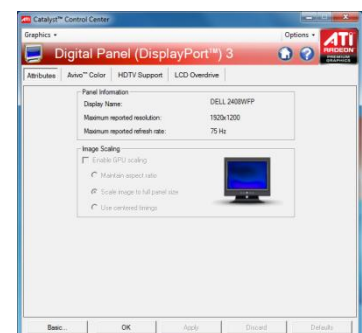 Catalyst™ Control Center
Graphics
Options
Digital Panel (DisplayPort™) 3
ATI
RADEON
PREMIUM
GRAPHICS
Attributes
Avivo™ Color
HDTV Support
LCD Overdrive
Panel Information
Display Name: DELL 2408WFP
Maximum reported resolution: 1920x1200
Maximum reported refresh rate: 75 Hz
Image Scaling
Enable GPU scaling
Maintain aspect ratio
Scale image to full panel size
Use centered timings
Basic...
OK
Apply
Discard
Defaults